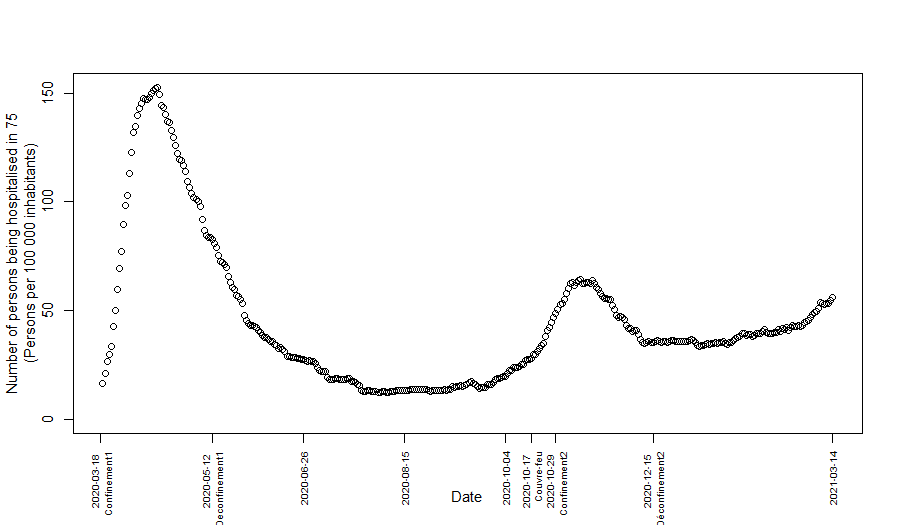 Number of persons being hospitalised in 75
(Persons per 100 000 inhabitants)
150
100
50
0
2020-03-18
Confinement1
2020-05-12
Deconfinement1
2020-06-26
2020-08-15
2020-10-04
2020-10-17
Couvre-feu
2020-10-29
Confinement2
2020-12-15
Déconfinement2
2021-03-14
Date